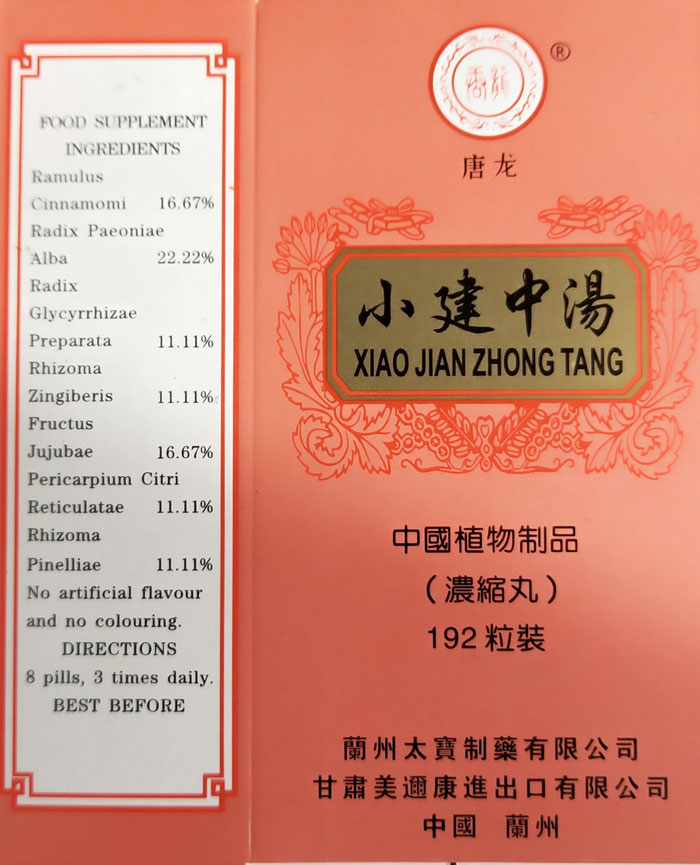 FOOD SUPPLEMENT
INGREDIENTS
Ramulus
Cinnamomi 16.67%
Radix Paeoniae
Alba 22.22%
Radix
Glycyrrhizae
Preparata 11.11%
Rhizoma
Zingiberis 11.11%
Fructus
Jujubae 16.67%
Pericarpium Citri
Reticulatae 11.11%
Rhizoma
Pinelliae 11.11%
No artificial flavour
and no colouring.
DIRECTIONS
8 pills, 3 times daily.
BEST BEFORE
®
唐龙
小建中湯
XIAO JIAN ZHONG TANG
中國植物制品
（濃縮丸）
192粒裝
蘭州太寶制藥有限公司
甘肅美邇康進出口有限公司
中國 蘭州